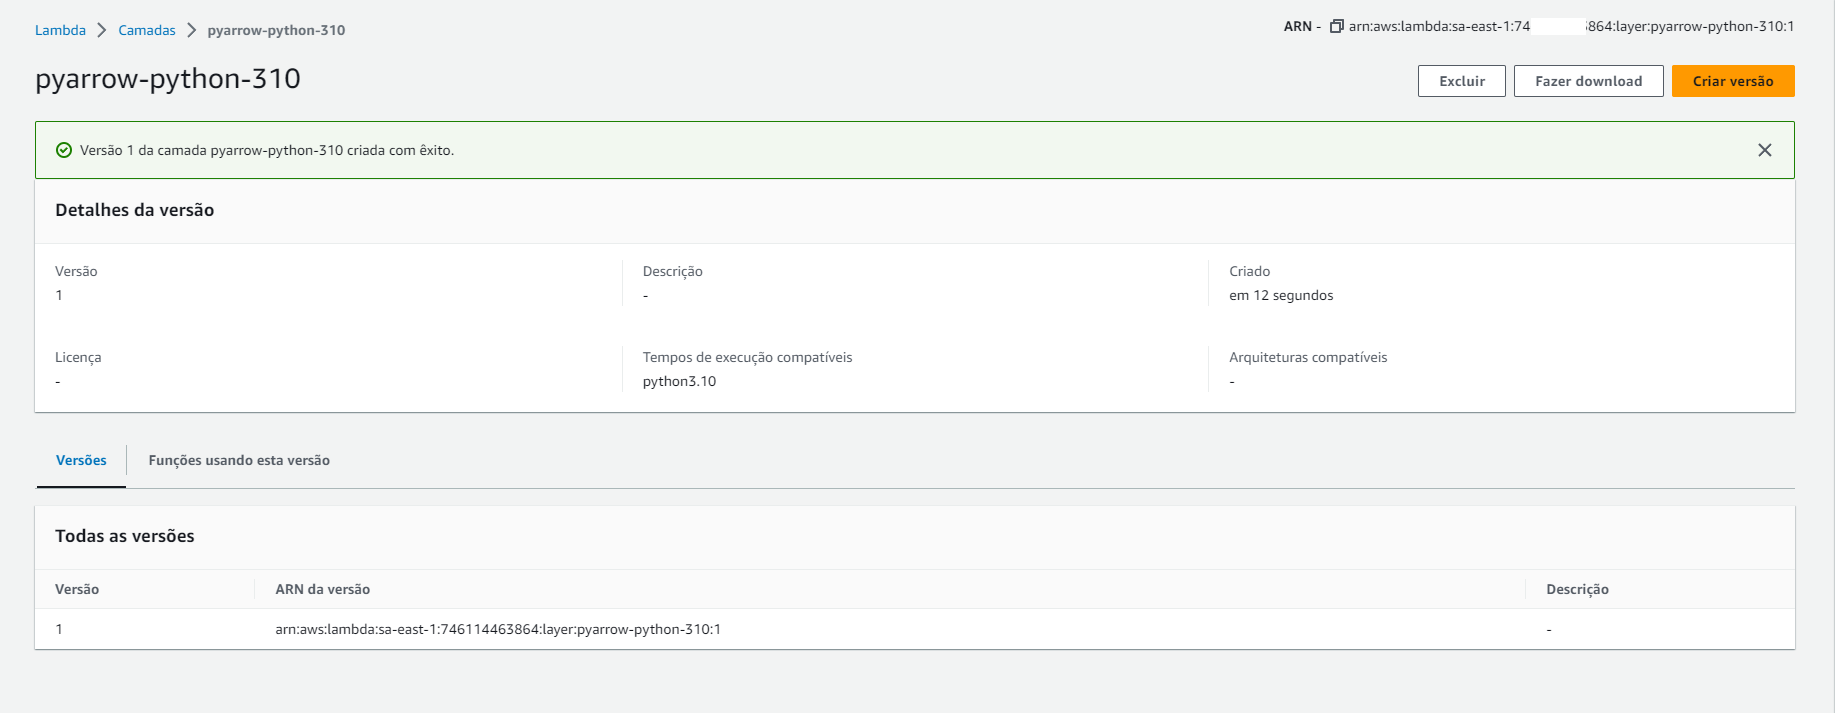 Lambda > Camadas > pyarrow-python-310
ARN - arn:aws:lambda:sa-east-1:74 864:layer:pyarrow-python-310:1
pyarrow-python-310
Excluir Fazer download Criar versão
Versão 1 da camada pyarrow-python-310 criada com êxito.
Detalhes da versão
Versão Descrição Criado
1 - em 12 segundos
Licença Tempos de execução compatíveis Arquiteturas compatíveis
- python3.10 -
Versões Funções usando esta versão
Todas as versões
Versão ARN da versão Descrição
1 arn:aws:lambda:sa-east-1:746114463864:layer:pyarrow-python-310:1 -